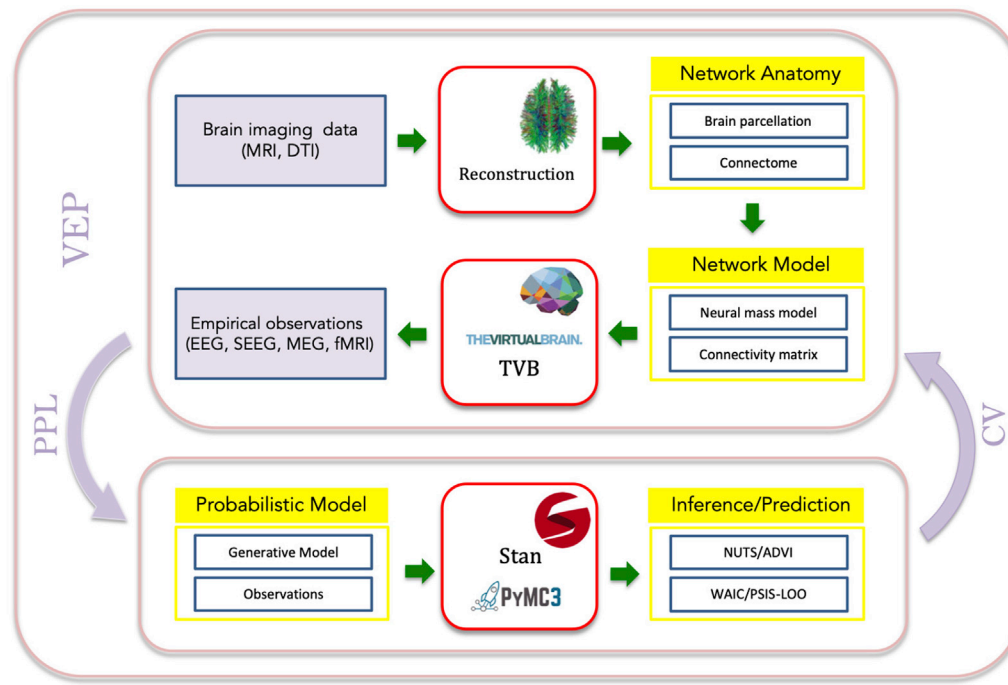 VEP
Brain imaging data
(MRI, DTI)
Reconstruction
Network Anatomy
Brain parcellation
Connectome
Empirical observations
(EEG, SEEG, MEG, fMRI)
THEVIRTUALBRAIN.
TVB
Network Model
Neural mass model
Connectivity matrix
PPL
CV
Probabilistic Model
Generative Model
Observations
Stan
PYMC3
Inference/Prediction
NUTS/ADVI
WAIC/PSIS-LOO